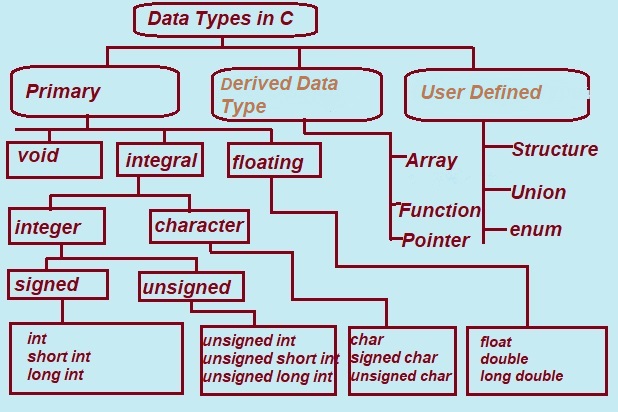 Data Types in C
Primary
Derived Data
Type
User Defined
void
integral
floating
Array
Function
Pointer
Structure
Union
enum
integer
character
signed
unsigned
int
short int
long int
unsigned int
unsigned short int
unsigned long int
char
signed char
unsigned char
float
double
long double